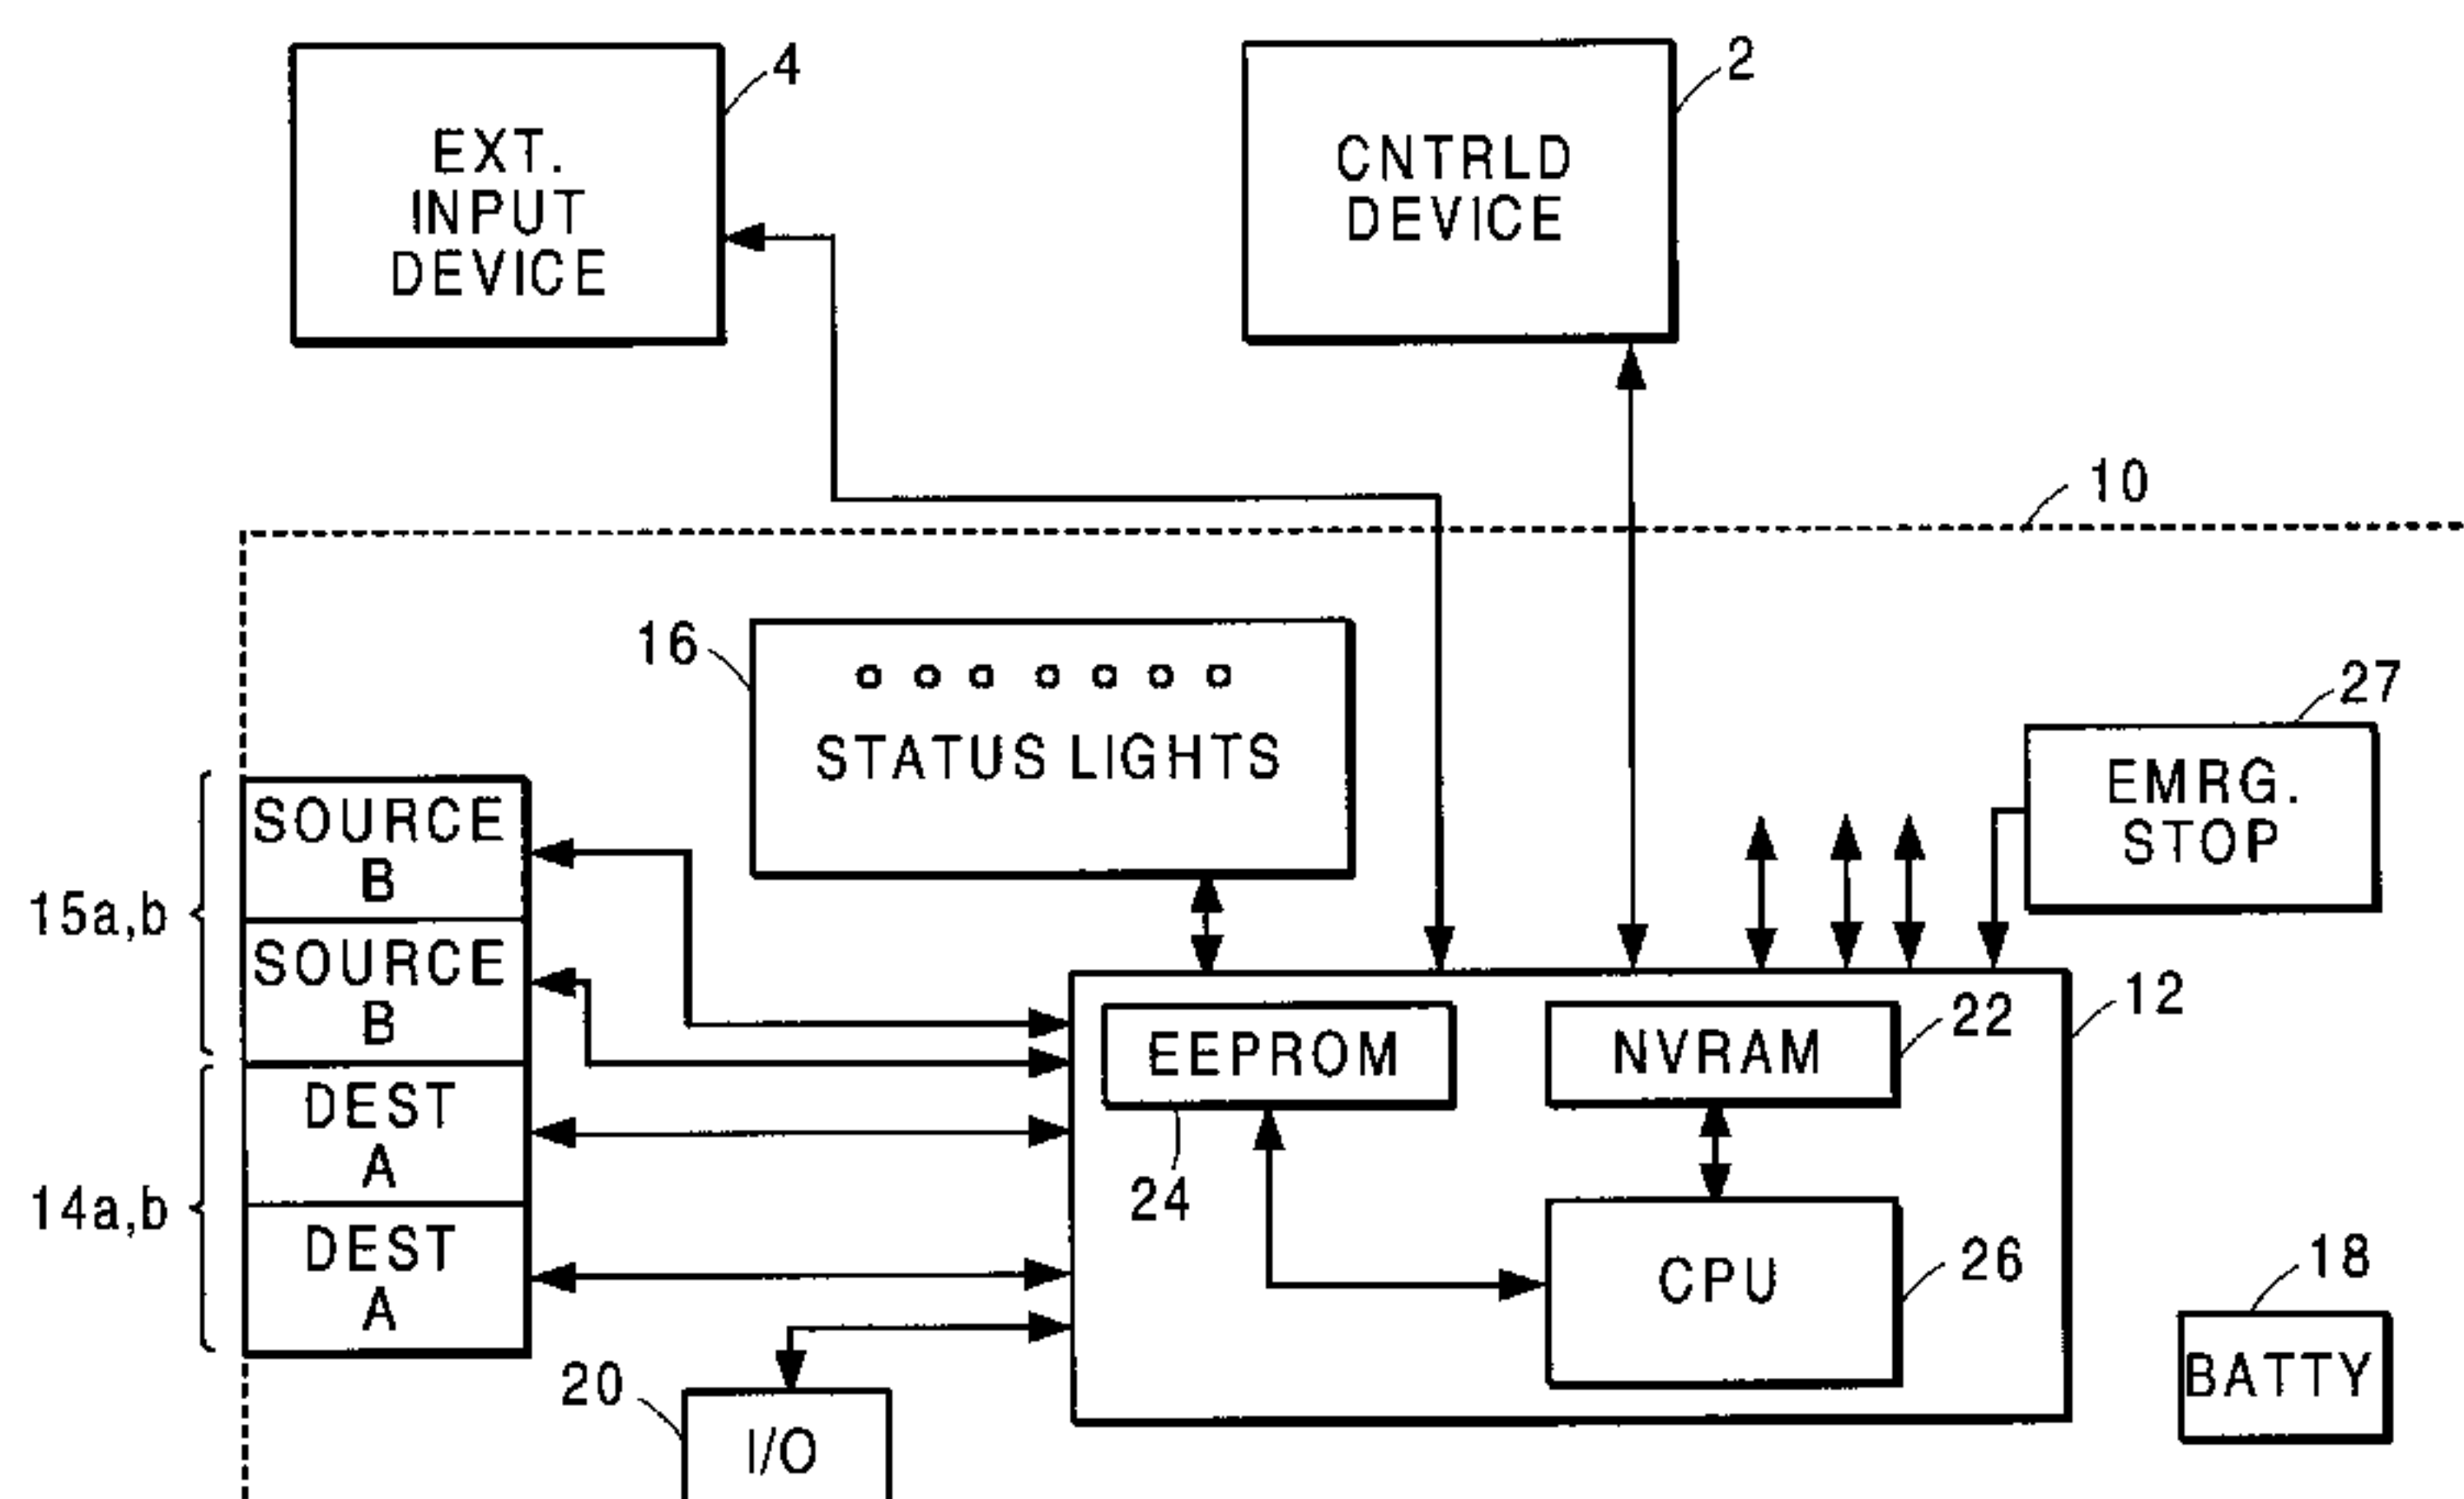 4
EXT.
INPUT
DEVICE
2
CNTRLD
DEVICE
10
16
STATUS LIGHTS
27
EMRG.
STOP
15a,b
SOURCE
B
SOURCE
B
14a,b
DEST
A
DEST
A
12
EEPROM
24
NVRAM
22
CPU
26
18
BATTY
20
I/O